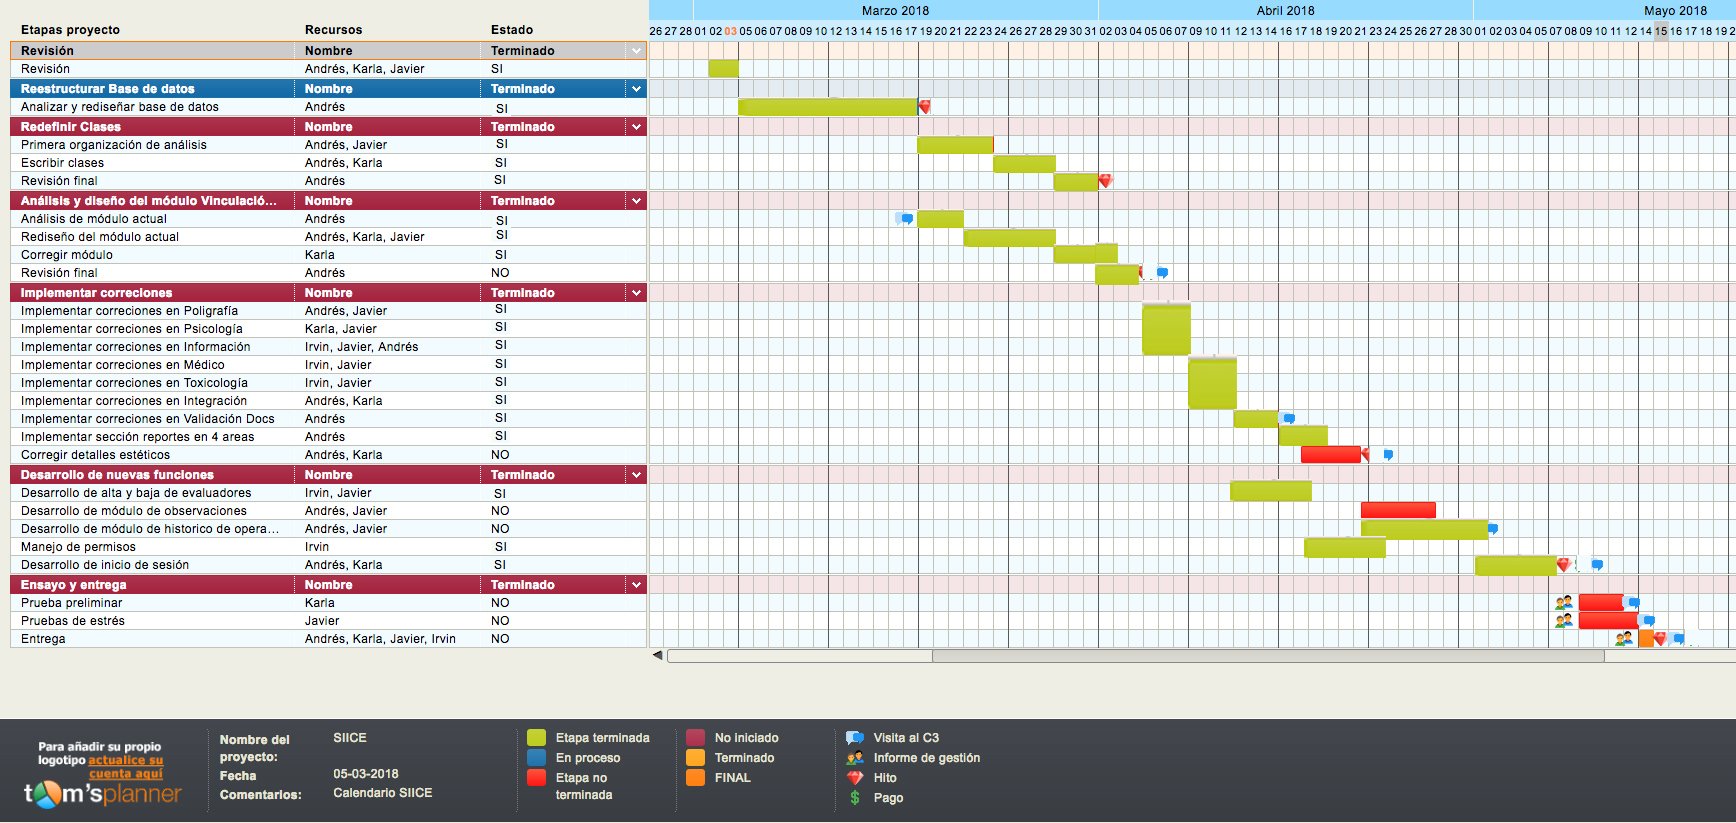 Marzo 2018 Abril 2018 Mayo 2018
Etapas proyecto Recursos Estado 26 27 28 01 02 03 05 06 07 08 09 10 12 13 14 15 16 17 19 20 21 22 23 24 26 27 28 29 30 31 02 03 04 05 06 07 09 10 11 12 13 14 16 17 18 19 20 21 23 24 25 26 27 28 30 01 02 03 04 05 07 08 09 10 11 12 14 15 16 17 18 19 2
Revisión Nombre Terminado
Revisión Andrés, Karla, Javier SI
Reestructurar Base de datos Nombre Terminado
Analizar y rediseñar base de datos Andrés SI
Redefinir Clases Nombre Terminado
Primera organización de análisis Andrés, Javier SI
Escribir clases Andrés, Karla SI
Revisión final Andrés SI
Análisis y diseño del módulo Vinculació... Nombre Terminado
Análisis de módulo actual Andrés SI
Rediseño del módulo actual Andrés, Karla, Javier SI
Corregir módulo Karla SI
Revisión final Andrés NO
Implementar correciones Nombre Terminado
Implementar correciones en Poligrafía Andrés, Javier SI
Implementar correciones en Psicología Karla, Javier SI
Implementar correciones en Información Irvin, Javier, Andrés SI
Implementar correciones en Médico Irvin, Javier SI
Implementar correciones en Toxicología Irvin, Javier SI
Implementar correciones en Integración Andrés, Karla SI
Implementar correciones en Validación Docs Andrés SI
Implementar sección reportes en 4 areas Andrés SI
Corregir detalles estéticos Andrés, Karla NO
Desarrollo de nuevas funciones Nombre Terminado
Desarrollo de alta y baja de evaluadores Irvin, Javier SI
Desarrollo de módulo de observaciones Andrés, Javier NO
Desarrollo de módulo de historico de opera... Andrés, Javier NO
Manejo de permisos Irvin SI
Desarrollo de inicio de sesión Andrés, Karla SI
Ensayo y entrega Nombre Terminado
Prueba preliminar Karla NO
Pruebas de estrés Javier NO
Entrega Andrés, Karla, Javier, Irvin NO
Para añadir su propio
logotipo actualice su
cuenta aquí
tom'splanner
Nombre del proyecto: SIICE
Fecha 05-03-2018
Comentarios: Calendario SIICE
Etapa terminada
En proceso
Etapa no
terminada
No iniciado
Terminado
FINAL
Visita al C3
Informe de gestión
Hito
$ Pago